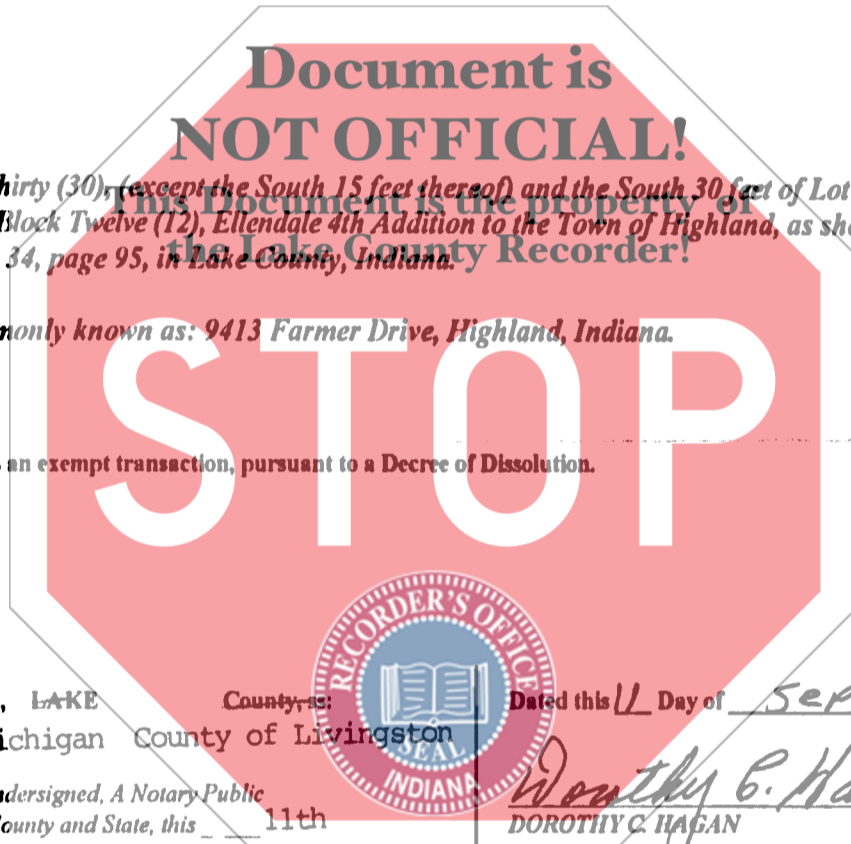 Document is
NOT OFFICIAL!
This Document is the property of
the Lake County Recorder!
hirty (30), (except the South 15 feet thereof) and the South 30 feet of Lot
Block Twelve (12), Ellendale 4th Addition to the Town of Highland, as sho
34, page 95, in Lake County, Indiana.
monly known as: 9413 Farmer Drive, Highland, Indiana.
STOP
an exempt transaction, pursuant to a Decree of Dissolution.
RECORDER'S OFFICE
SEAL
INDIANA
, LAKE County, ss:
ichigan County of Livingston
ndersigned, A Notary Public
ounty and State, this 11th
Dated this 11 Day of Sep
Dorothy C. Ha
DOROTHY C. HAGAN